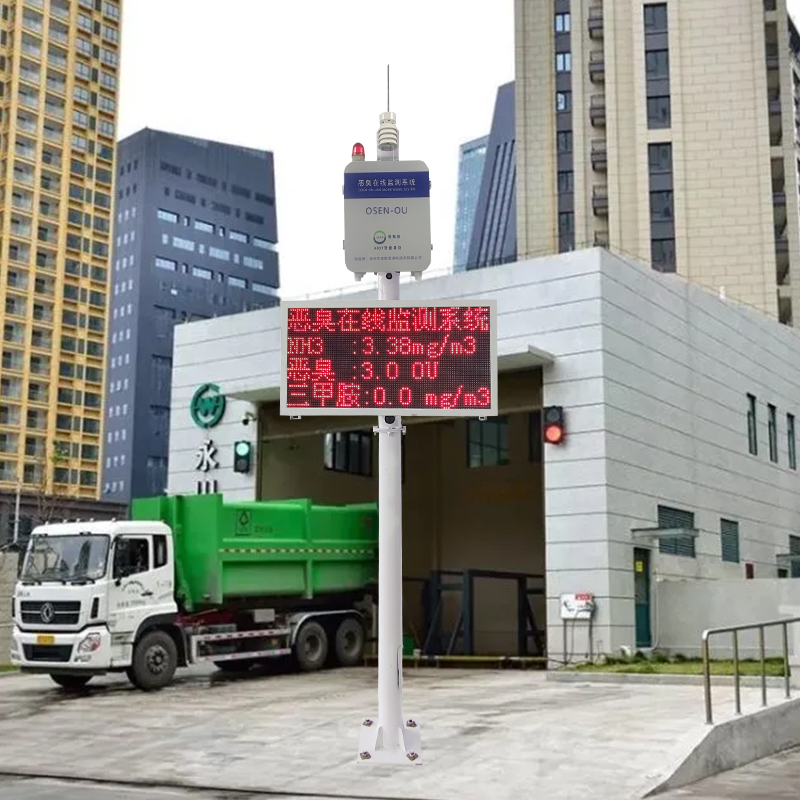 恶臭在线监测系统
OSEN-OU
恶臭在线监测系统
NH3 :3.38mg/m3
恶臭 :3.0 OU
三甲胺:0.0 mg/m3
永
川